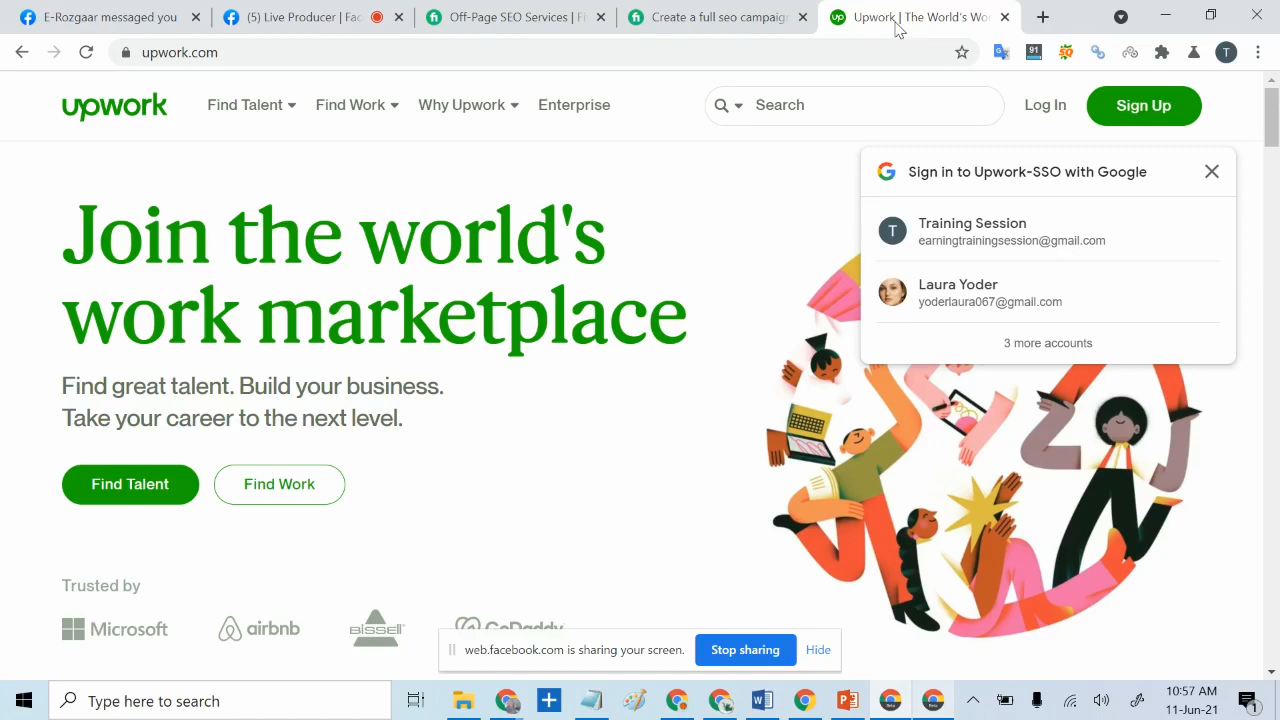 E-Rozgar messaged you
(5) Live Producer | Fac
Off Page SEO Services | Fi
Create a full seo campaign
Upwork | The World's Wo
upwork.com
91
T
upwork
Find Talent
Find Work
Why Upwork
Enterprise
Search
Log In
Sign Up
Sign in to Upwork-SSO with Google
T
Training Session
earningtrainingsession@gmail.com
Laura Yoder
yoderlaura067@gmail.com
3 more accounts
Join the world's
work marketplace
Find great talent. Build your business.
Take your career to the next level.
Find Talent
Find Work
Trusted by
Microsoft
airbnb
BISSELL
GoDaddy
web.facebook.com is sharing your screen.
Stop sharing
Hide
Type here to search
10:57 AM
11-Jun-21
1